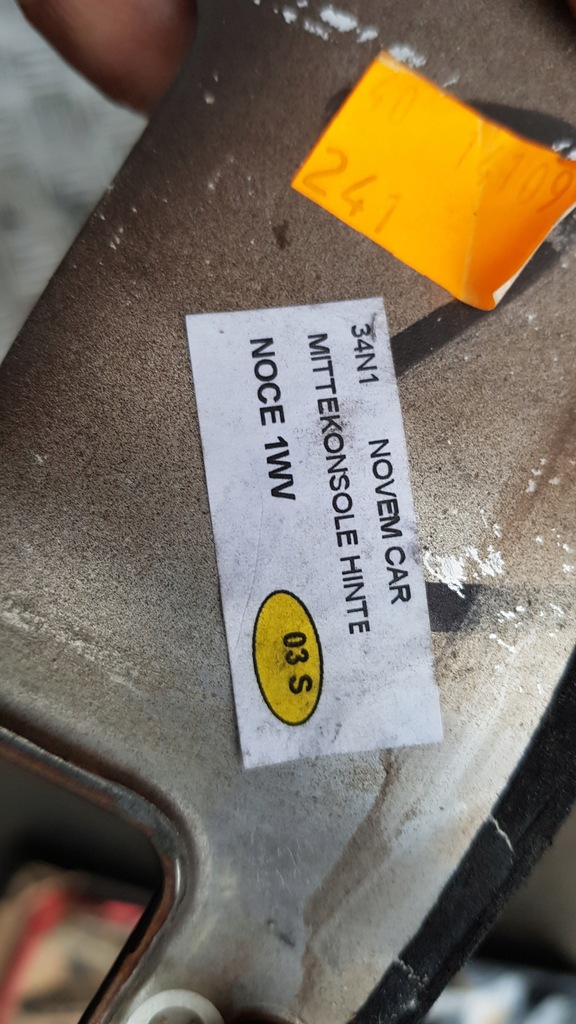 34N1 NOVEM CAR
MITTEKONSOLE HINTE
NOCE 1WV
03 S
241